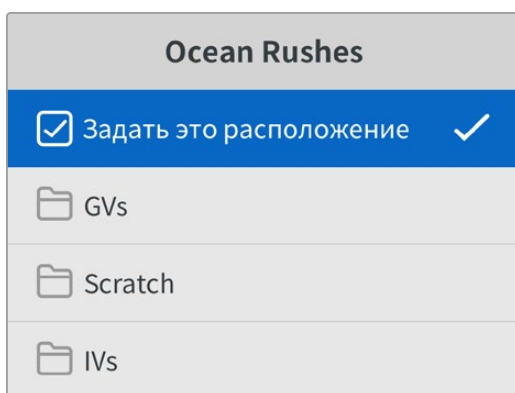 Ocean Rushes
Задать это расположение
GVs
Scratch
IVs